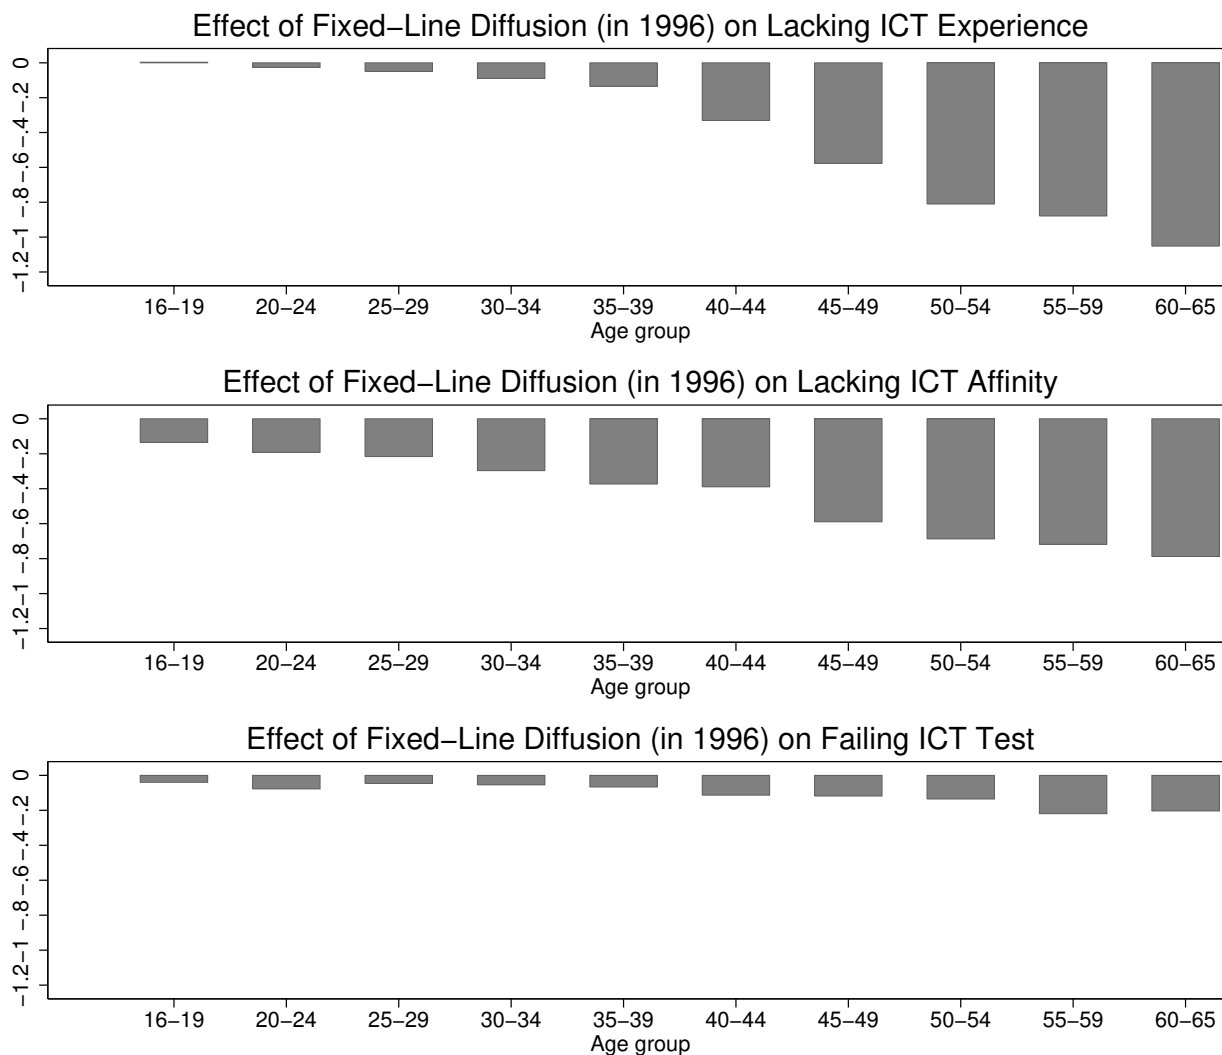 Effect of Fixed−Line Diffusion (in 1996) on Lacking ICT Experience
0
−.2
−.4
−.6
−.8
−1
−1.2
16−19 20−24 25−29 30−34 35−39 40−44 45−49 50−54 55−59 60−65
Age group
Effect of Fixed−Line Diffusion (in 1996) on Lacking ICT Affinity
0
−.2
−.4
−.6
−.8
−1
−1.2
16−19 20−24 25−29 30−34 35−39 40−44 45−49 50−54 55−59 60−65
Age group
Effect of Fixed−Line Diffusion (in 1996) on Failing ICT Test
0
−.2
−.4
−.6
−.8
−1
−1.2
16−19 20−24 25−29 30−34 35−39 40−44 45−49 50−54 55−59 60−65
Age group